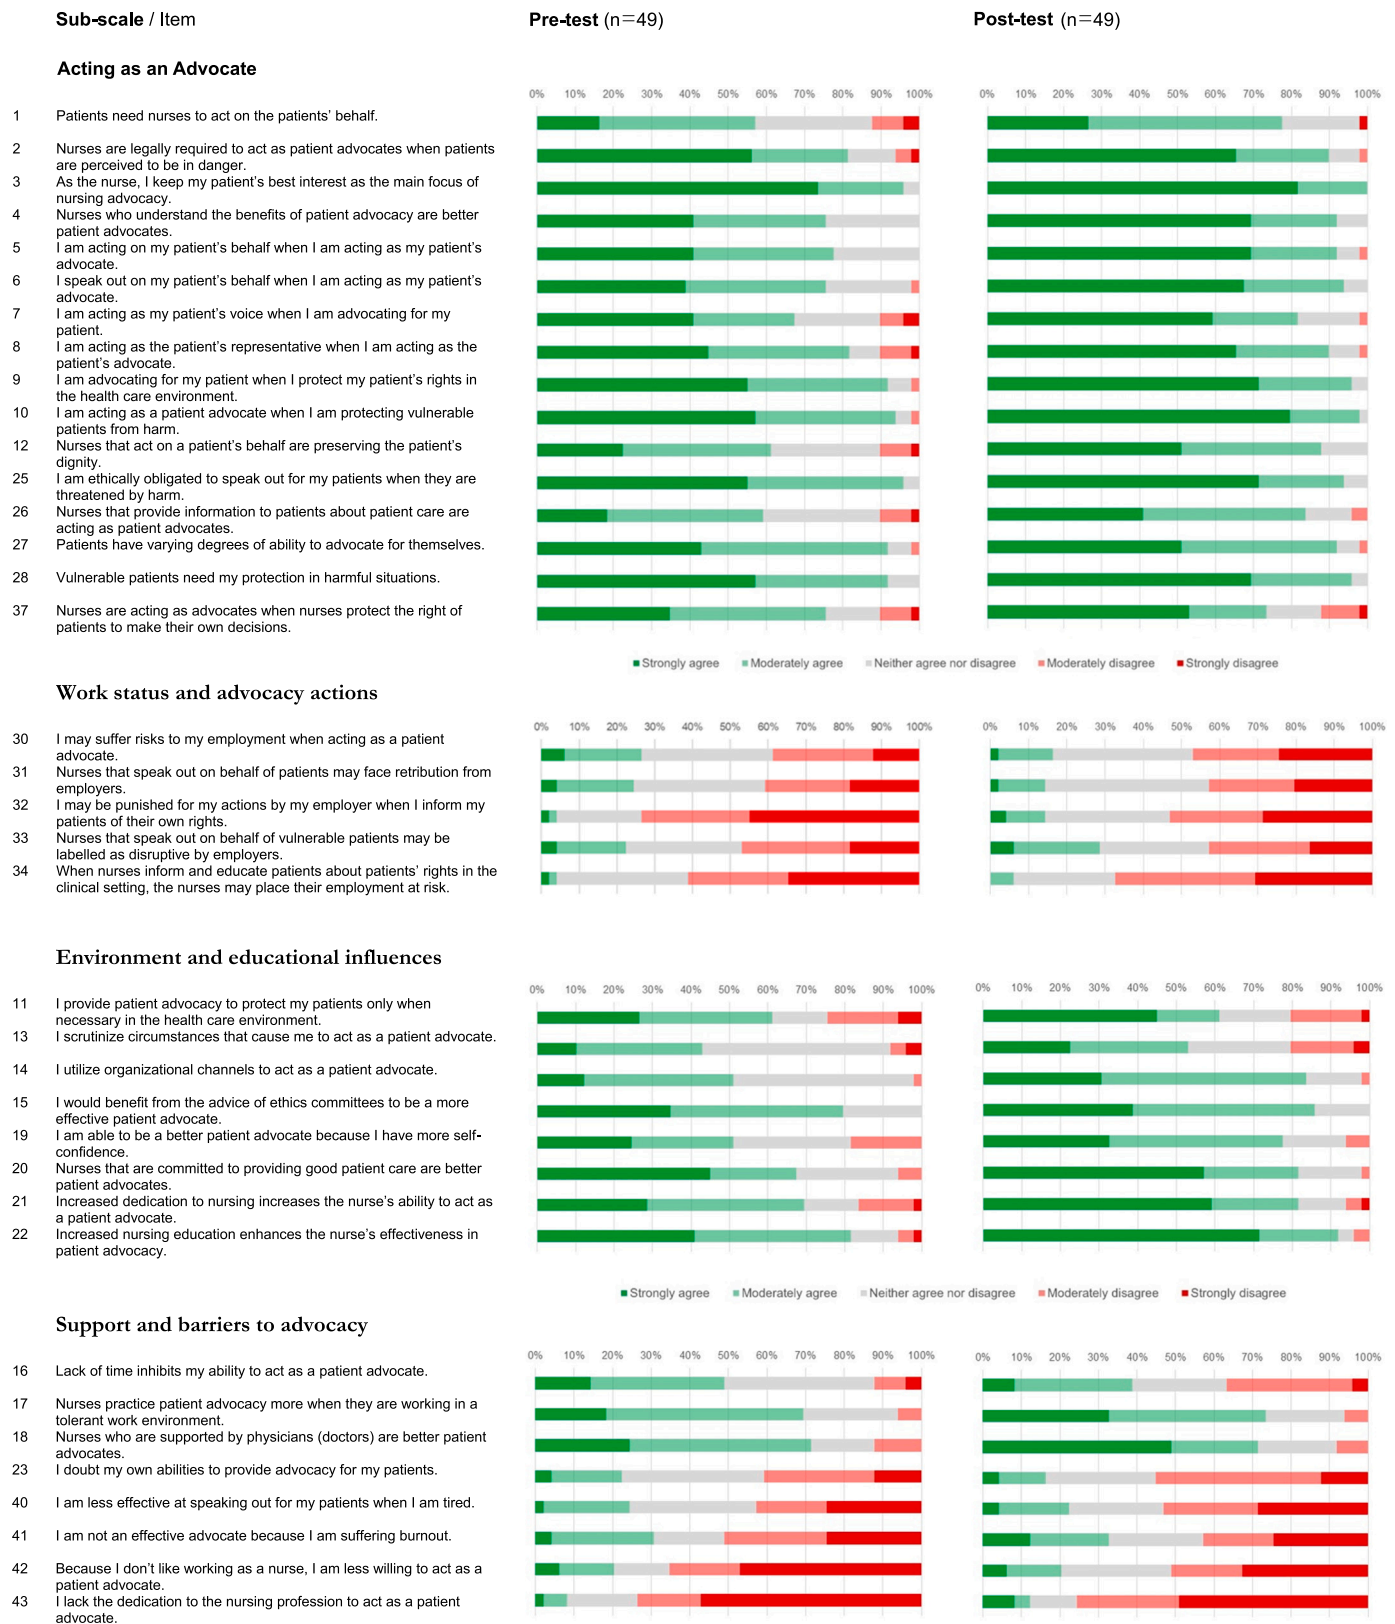 Sub-scale / Item Pre-test (n=49) Post-test (n=49)
Acting as an Advocate
0% 10% 20% 30% 40% 50% 60% 70% 80% 90% 100% 0% 10% 20% 30% 40% 50% 60% 70% 80% 90% 100%
1 Patients need nurses to act on the patients’ behalf.
2 Nurses are legally required to act as patient advocates when patients
are perceived to be in danger.
3 As the nurse, I keep my patient’s best interest as the main focus of
nursing advocacy.
4 Nurses who understand the benefits of patient advocacy are better
patient advocates.
5 I am acting on my patient’s behalf when I am acting as my patient’s
advocate.
6 I speak out on my patient’s behalf when I am acting as my patient’s
advocate.
7 I am acting as my patient’s voice when I am advocating for my
patient.
8 I am acting as the patient’s representative when I am acting as the
patient’s advocate.
9 I am advocating for my patient when I protect my patient’s rights in
the health care environment.
10 I am acting as a patient advocate when I am protecting vulnerable
patients from harm.
12 Nurses that act on a patient’s behalf are preserving the patient’s
dignity.
25 I am ethically obligated to speak out for my patients when they are
threatened by harm.
26 Nurses that provide information to patients about patient care are
acting as patient advocates.
27 Patients have varying degrees of ability to advocate for themselves.
28 Vulnerable patients need my protection in harmful situations.
37 Nurses are acting as advocates when nurses protect the right of
patients to make their own decisions.
Strongly agree Moderately agree Neither agree nor disagree Moderately disagree Strongly disagree
Work status and advocacy actions
0% 10% 20% 30% 40% 50% 60% 70% 80% 90% 100% 0% 10% 20% 30% 40% 50% 60% 70% 80% 90% 100%
30 I may suffer risks to my employment when acting as a patient
advocate.
31 Nurses that speak out on behalf of patients may face retribution from
employers.
32 I may be punished for my actions by my employer when I inform my
patients of their own rights.
33 Nurses that speak out on behalf of vulnerable patients may be
labelled as disruptive by employers.
34 When nurses inform and educate patients about patients’ rights in the
clinical setting, the nurses may place their employment at risk.
Environment and educational influences
0% 10% 20% 30% 40% 50% 60% 70% 80% 90% 100% 0% 10% 20% 30% 40% 50% 60% 70% 80% 90% 100%
11 I provide patient advocacy to protect my patients only when
necessary in the health care environment.
13 I scrutinize circumstances that cause me to act as a patient advocate.
14 I utilize organizational channels to act as a patient advocate.
15 I would benefit from the advice of ethics committees to be a more
effective patient advocate.
19 I am able to be a better patient advocate because I have more self-
confidence.
20 Nurses that are committed to providing good patient care are better
patient advocates.
21 Increased dedication to nursing increases the nurse’s ability to act as
a patient advocate.
22 Increased nursing education enhances the nurse’s effectiveness in
patient advocacy.
Strongly agree Moderately agree Neither agree nor disagree Moderately disagree Strongly disagree
Support and barriers to advocacy
0% 10% 20% 30% 40% 50% 60% 70% 80% 90% 100% 0% 10% 20% 30% 40% 50% 60% 70% 80% 90% 100%
16 Lack of time inhibits my ability to act as a patient advocate.
17 Nurses practice patient advocacy more when they are working in a
tolerant work environment.
18 Nurses who are supported by physicians (doctors) are better patient
advocates.
23 I doubt my own abilities to provide advocacy for my patients.
40 I am less effective at speaking out for my patients when I am tired.
41 I am not an effective advocate because I am suffering burnout.
42 Because I don’t like working as a nurse, I am less willing to act as a
patient advocate.
43 I lack the dedication to the nursing profession to act as a patient
advocate.